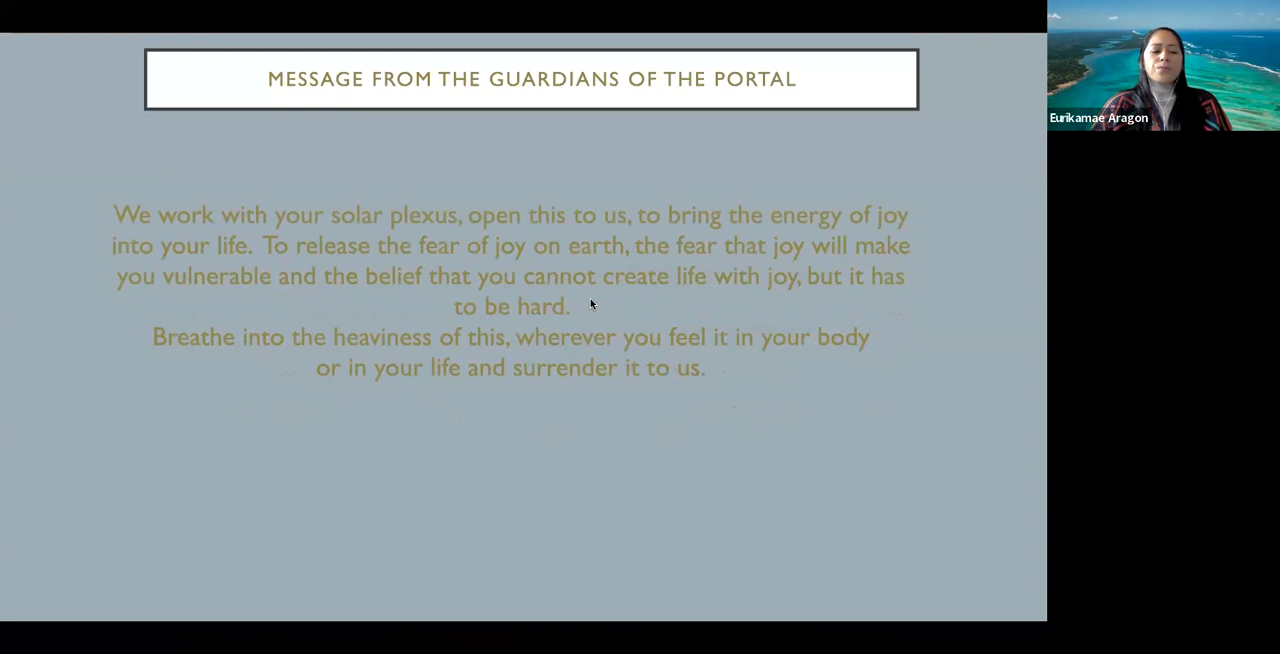 MESSAGE FROM THE GUARDIANS OF THE PORTAL
We work with your solar plexus, open this to us, to bring the energy of joy
into your life. To release the fear of joy on earth, the fear that joy will make
you vulnerable and the belief that you cannot create life with joy, but it has
to be hard.
Breathe into the heaviness of this, wherever you feel it in your body
or in your life and surrender it to us.
Eurikamae Aragon